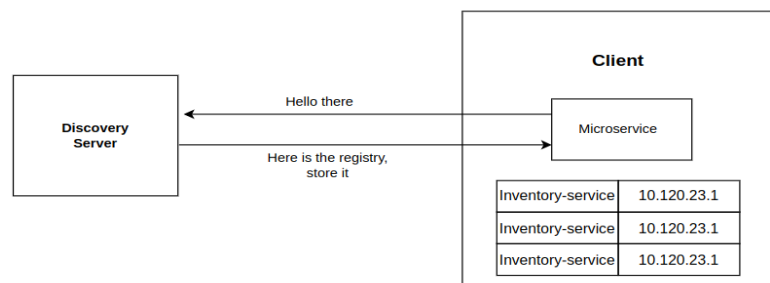 Client
Hello there
Discovery
Server
Microservice
Here is the registry,
store it
Inventory-service 10.120.23.1
Inventory-service 10.120.23.1
Inventory-service 10.120.23.1